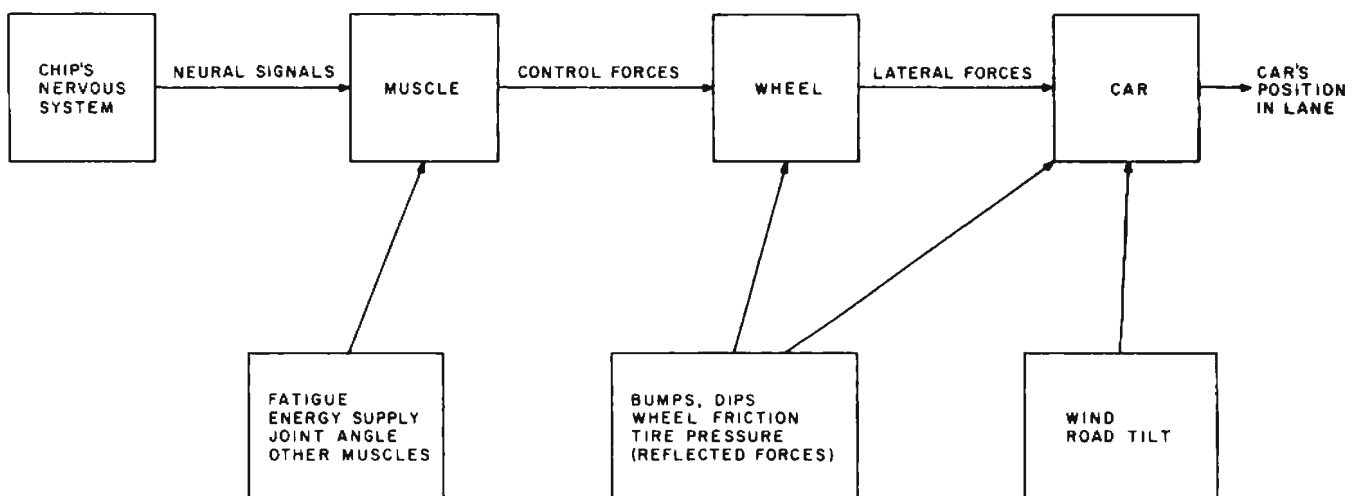 CHIP'S
NERVOUS
SYSTEM
NEURAL SIGNALS
MUSCLE
CONTROL FORCES
WHEEL
LATERAL FORCES
CAR
CAR'S
POSITION
IN LANE
FATIGUE
ENERGY SUPPLY
JOINT ANGLE
OTHER MUSCLES
BUMPS, DIPS
WHEEL FRICTION
TIRE PRESSURE
(REFLECTED FORCES)
WIND
ROAD TILT